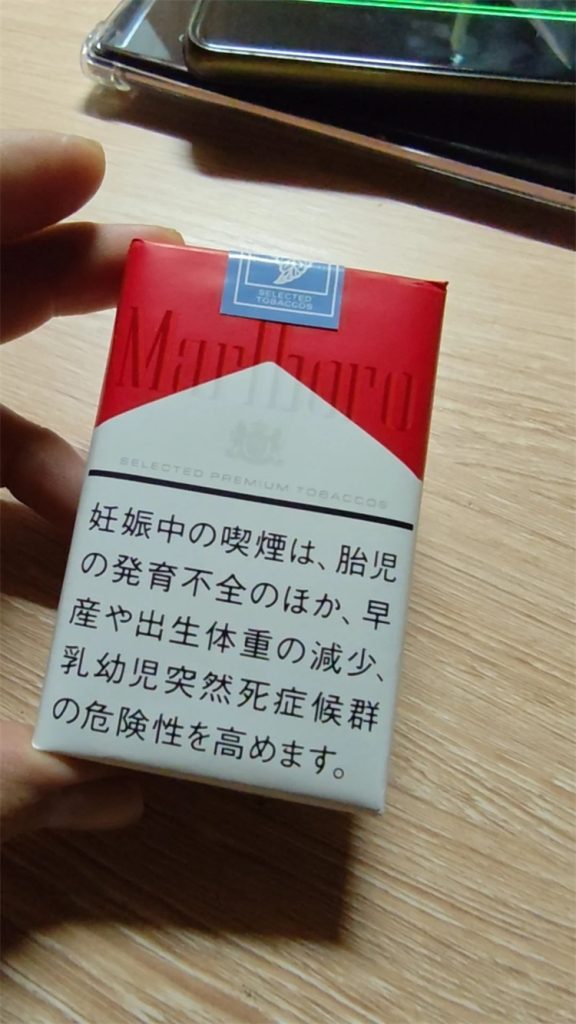 SELECTED
TOBACCOS
Marlboro
SELECTED PREMIUM TOBACCOS
妊娠中の喫煙は、胎児
の発育不全のほか、早
産や出生体重の減少、
乳幼児突然死症候群
の危険性を高めます。